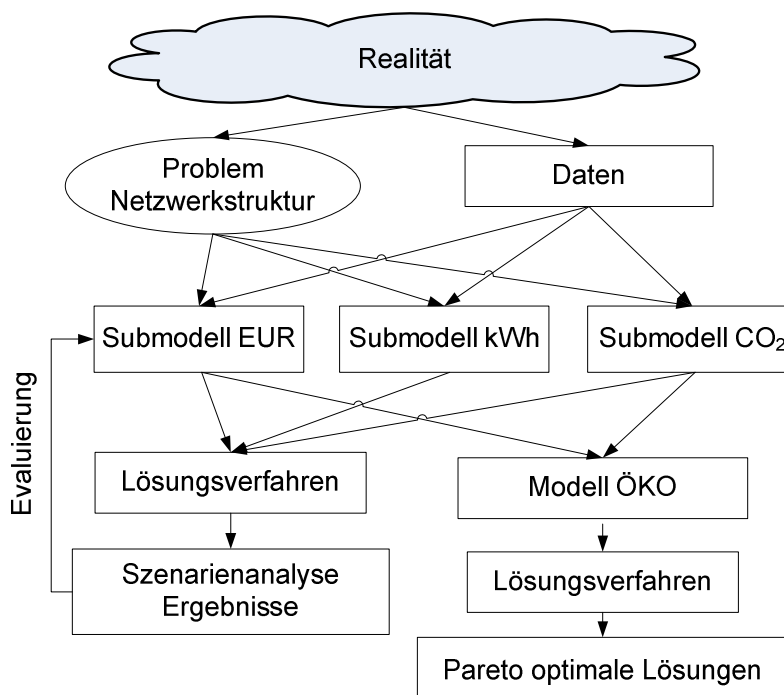 Realität
Problem
Netzwerkstruktur
Daten
Submodell EUR
Submodell kWh
Submodell CO₂
Evaluierung
Lösungsverfahren
Modell ÖKO
Szenarienanalyse
Ergebnisse
Lösungsverfahren
Pareto optimale Lösungen